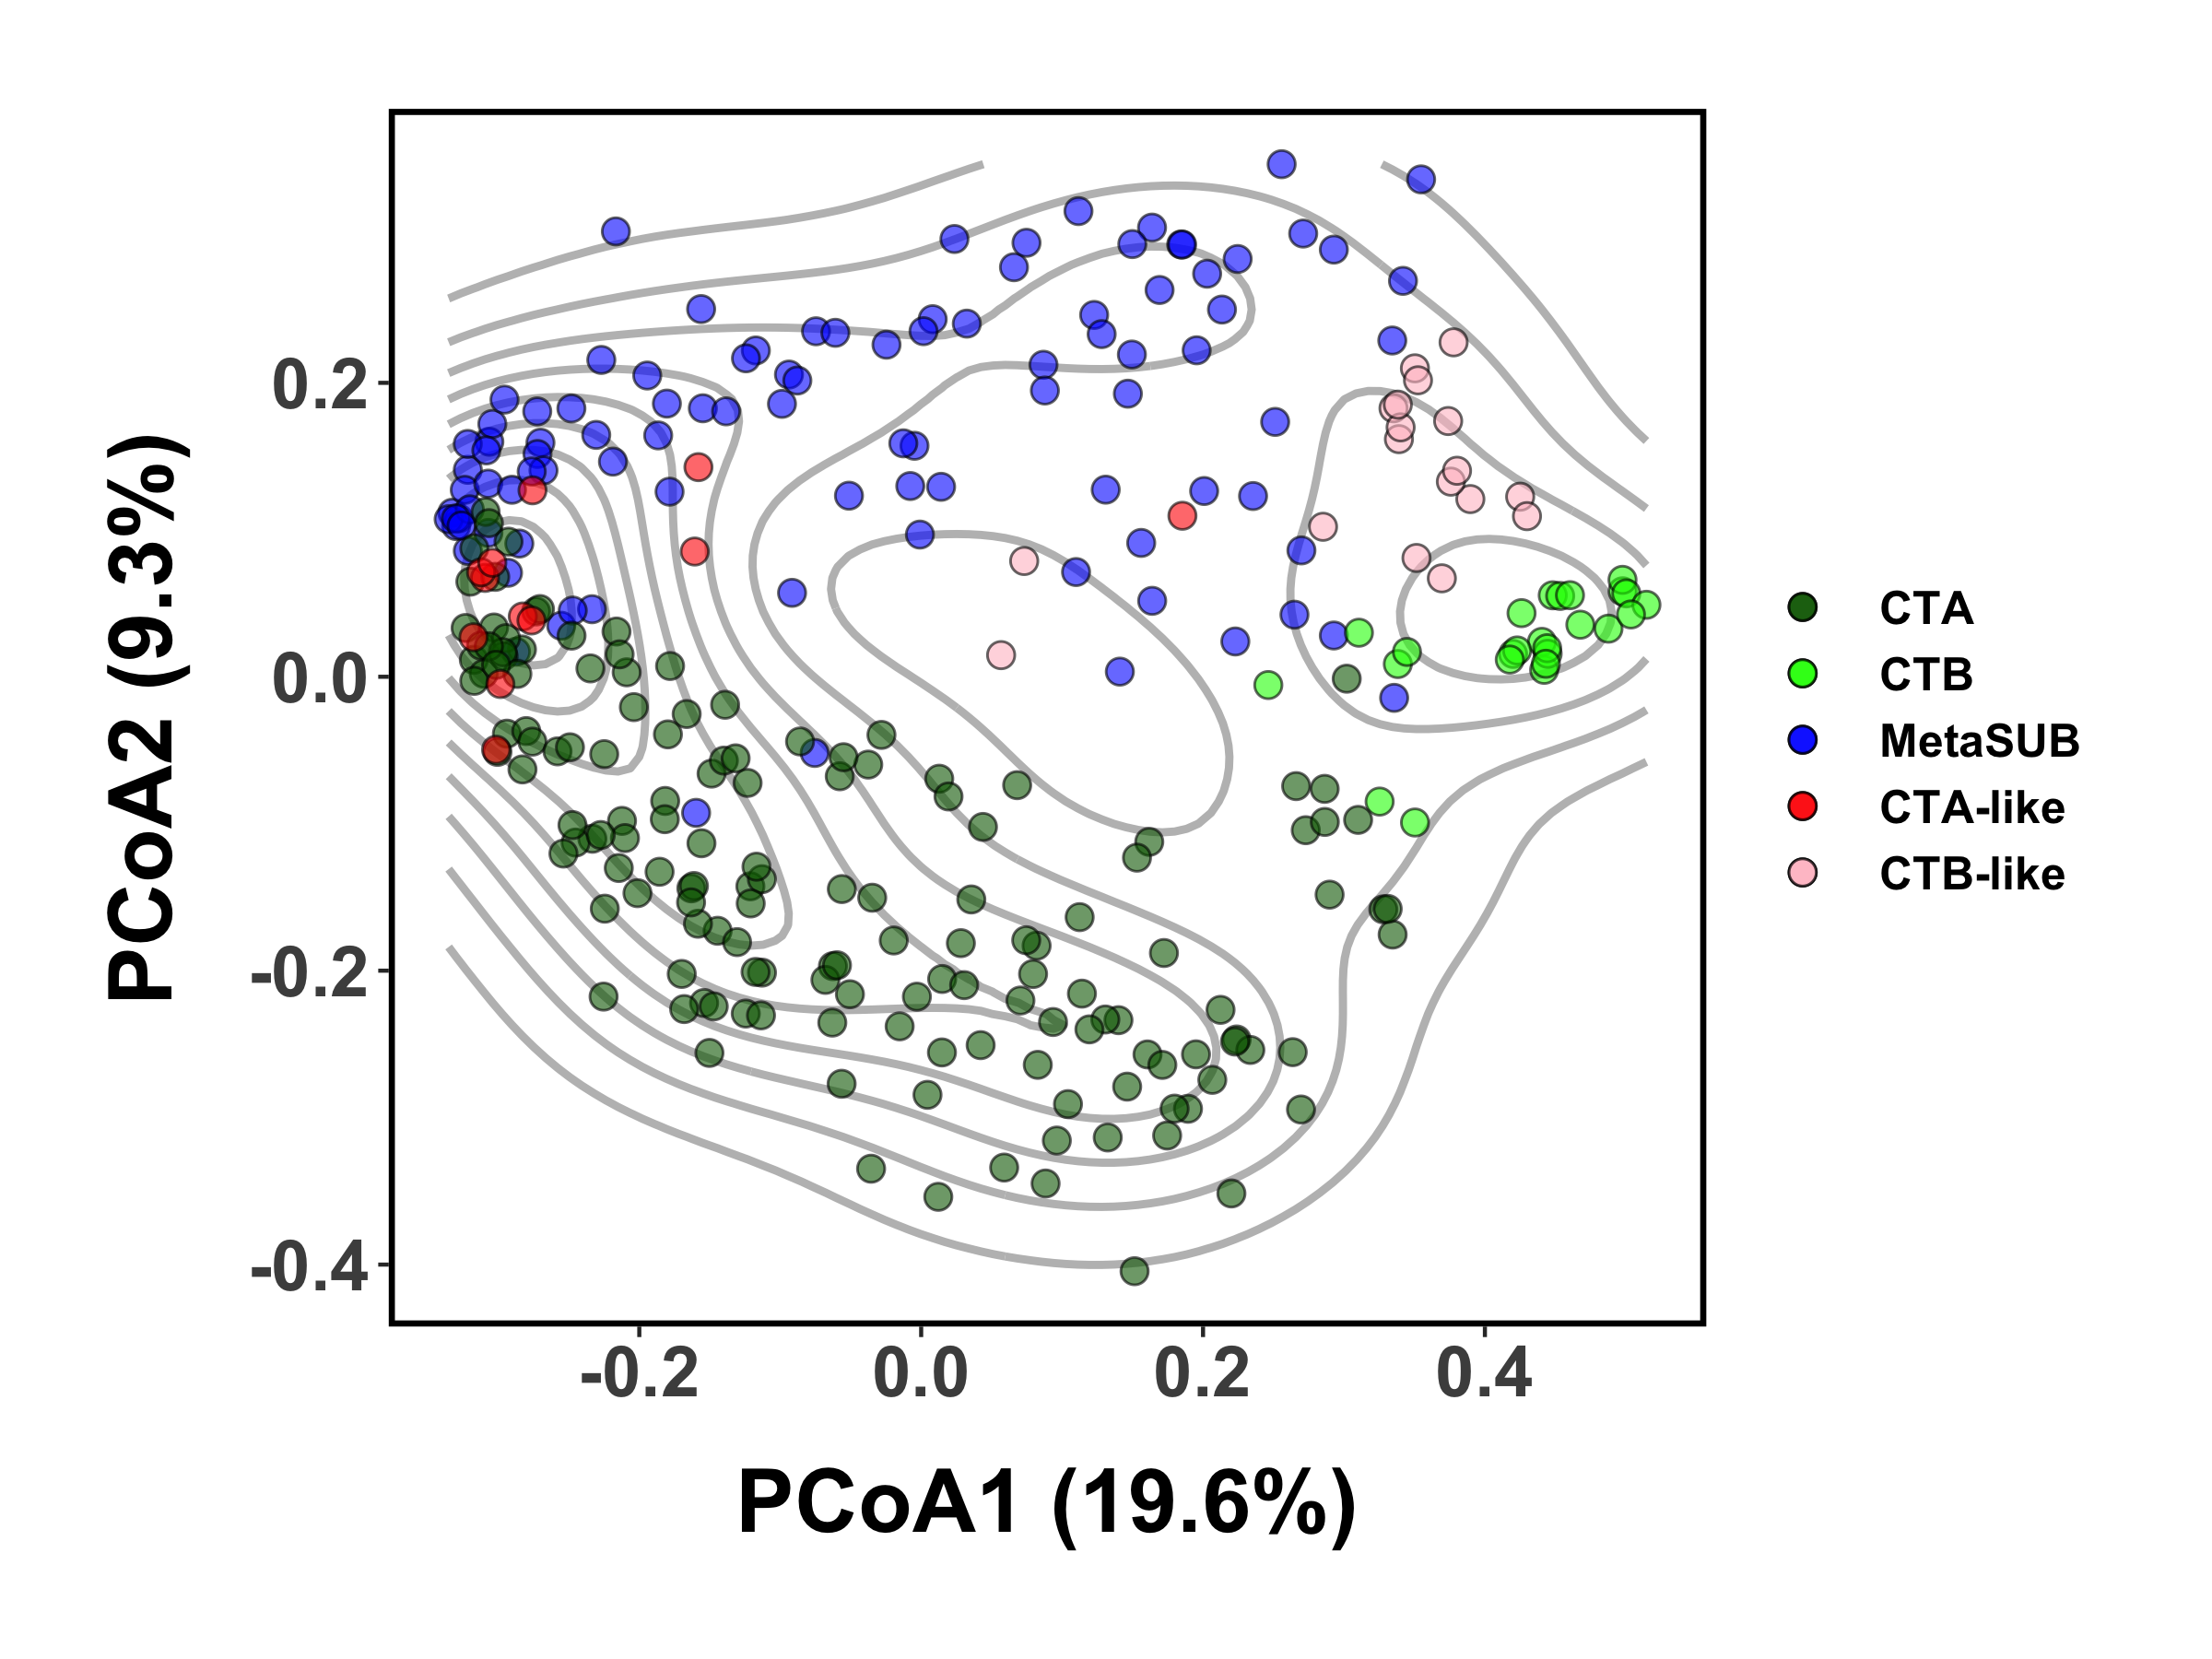 PCoA2 (9.3%)
0.2
0.0
-0.2
-0.4
-0.2
0.0
0.2
0.4
PCoA1 (19.6%)
CTA
CTB
MetaSUB
CTA-like
CTB-like